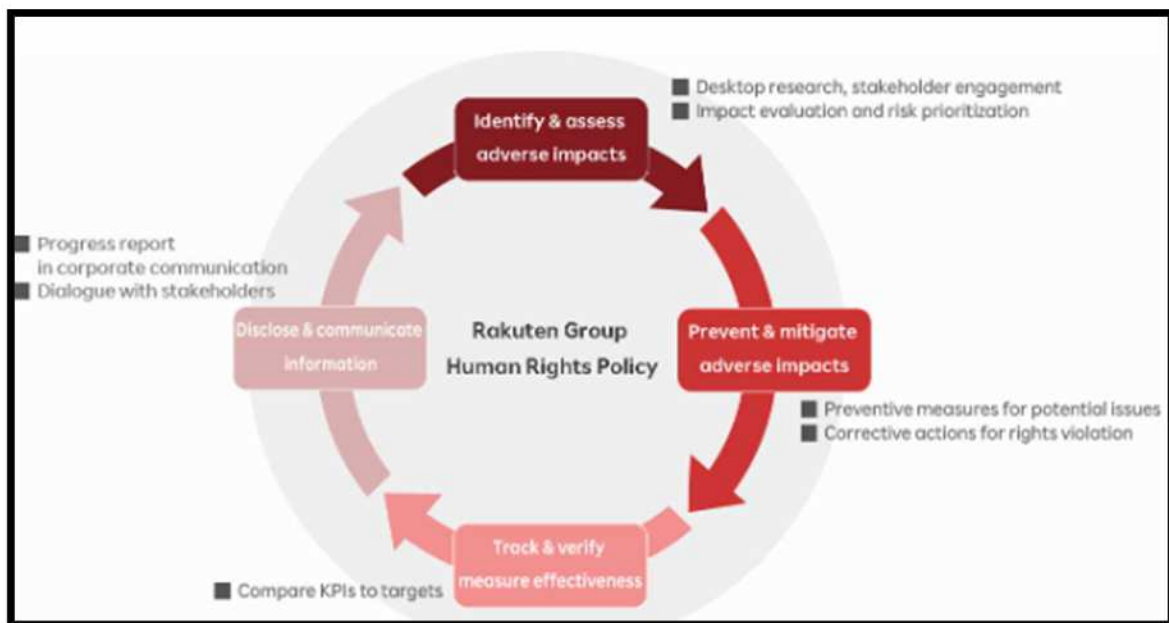 Identify & assess
adverse impacts
■ Desktop research, stakeholder engagement
■ Impact evaluation and risk prioritization
■ Progress report
in corporate communication
■ Dialogue with stakeholders
Disclose & communicate
information
Rakuten Group
Human Rights Policy
Prevent & mitigate
adverse impacts
■ Preventive measures for potential issues
■ Corrective actions for rights violation
Track & verify
measure effectiveness
■ Compare KPIs to targets